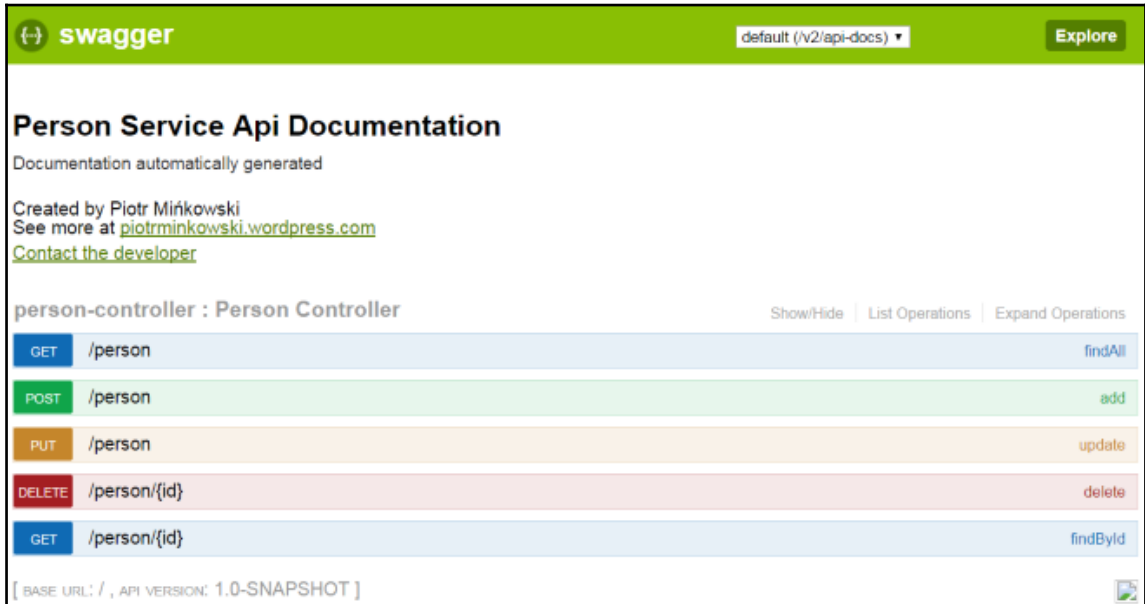 {···} swagger default (/v2/api-docs) ▾ Explore
Person Service Api Documentation
Documentation automatically generated
Created by Piotr Mińkowski
See more at piotrminkowski.wordpress.com
Contact the developer
person-controller : Person Controller Show/Hide List Operations Expand Operations
GET /person findAll
POST /person add
PUT /person update
DELETE /person/{id} delete
GET /person/{id} findById
[ BASE URL: / , API VERSION: 1.0-SNAPSHOT ]